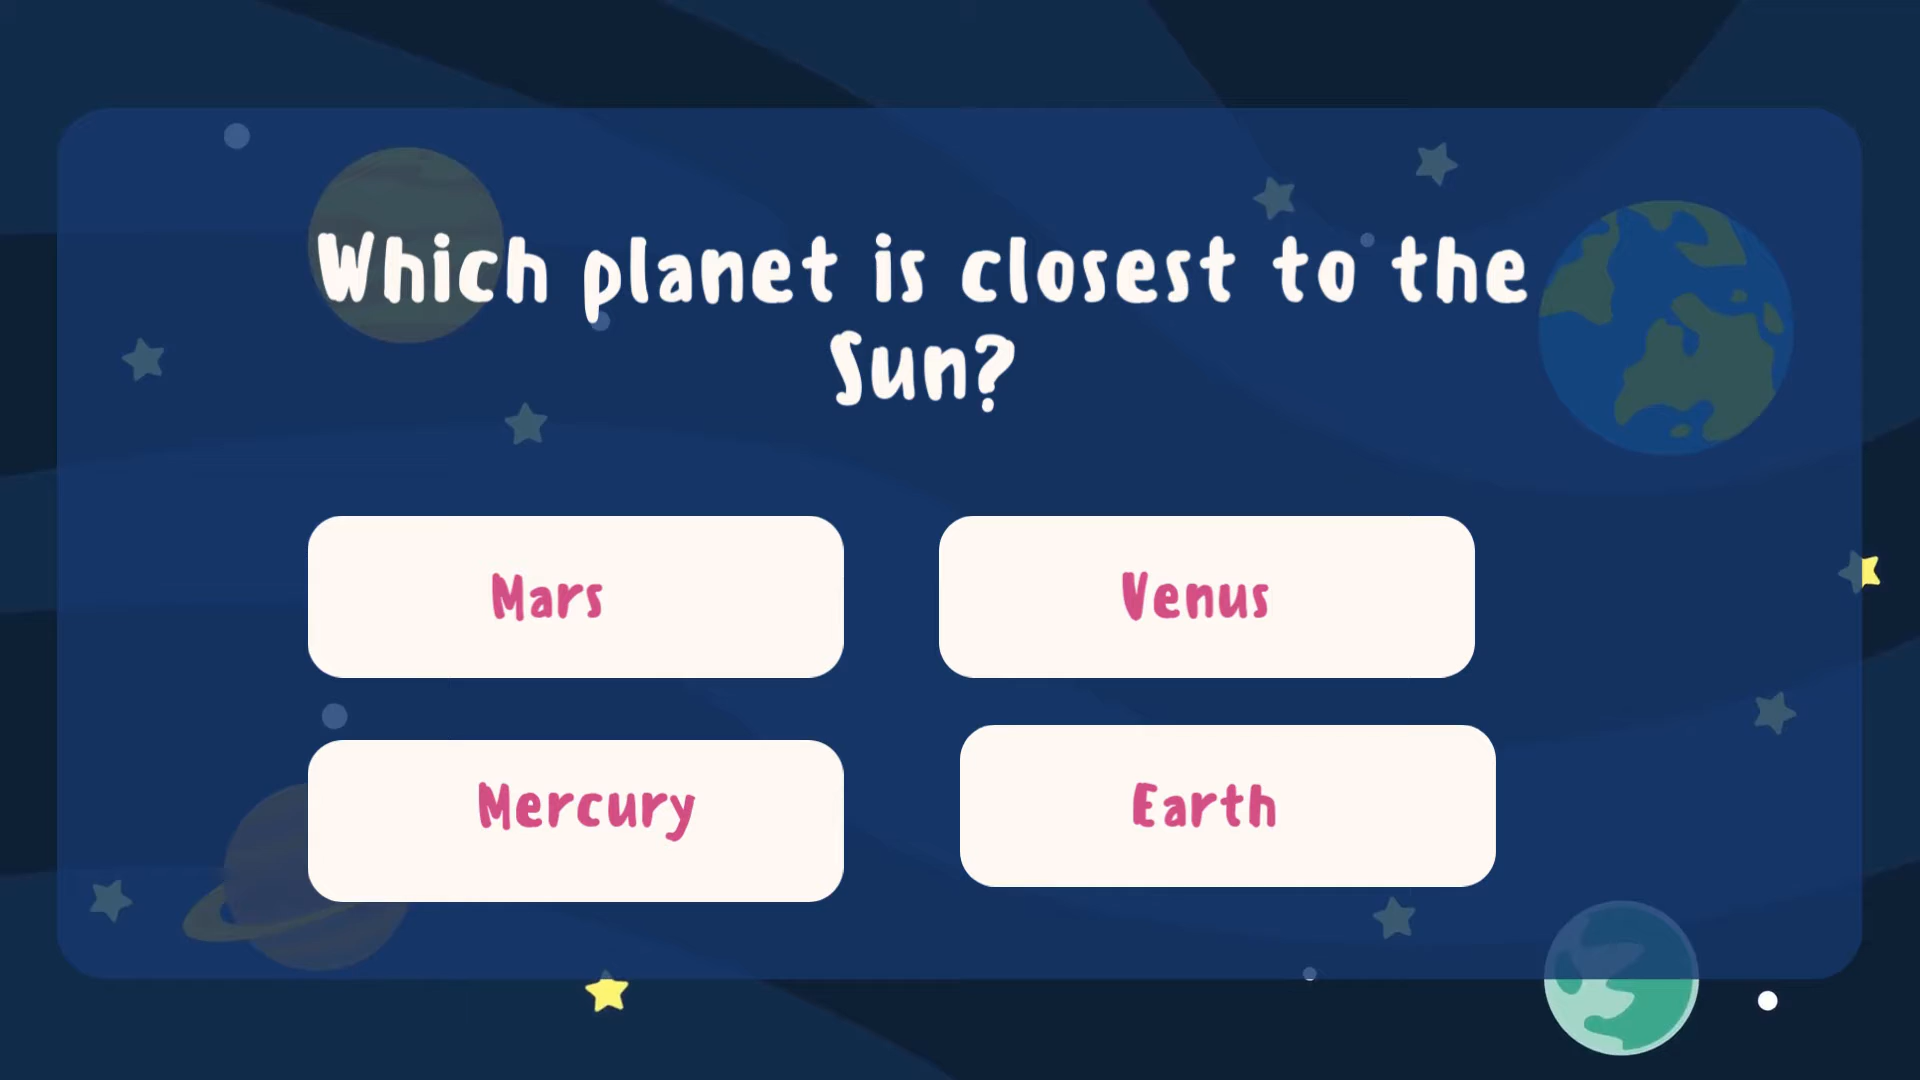 Which planet is closest to the
Sun?
Mars
Venus
Mercury
Earth